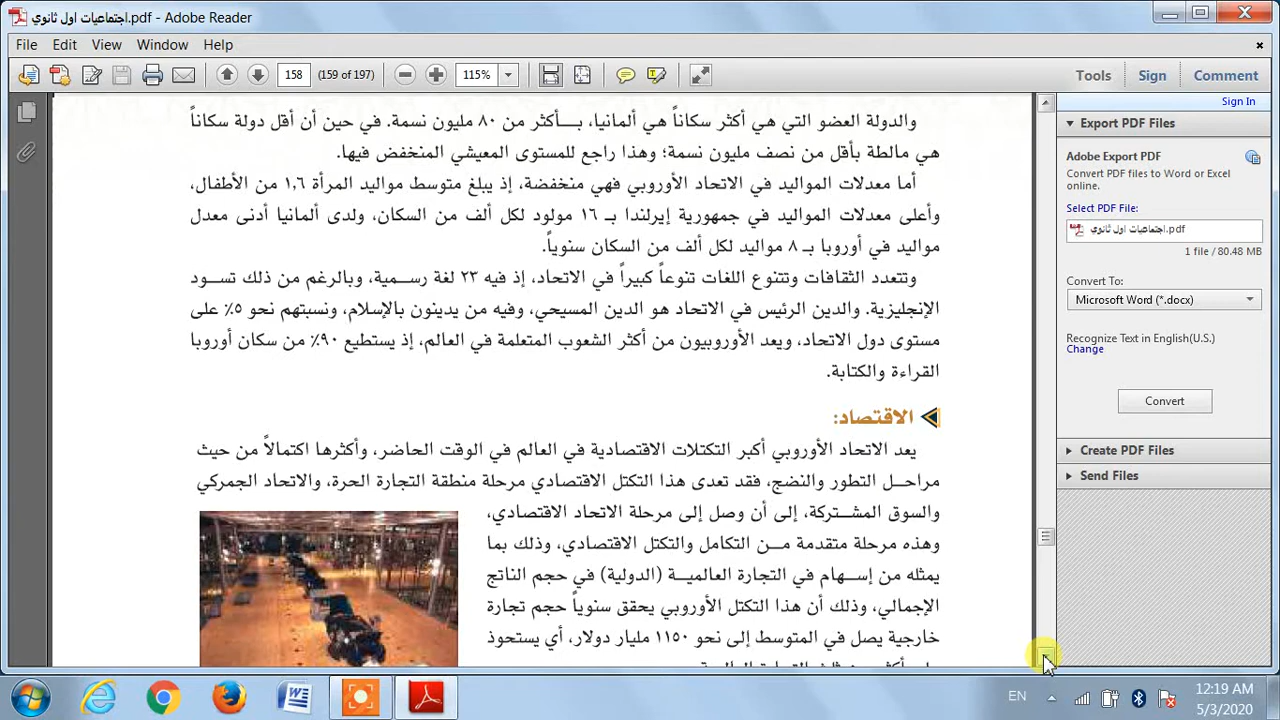 اجتماعيات اول ثانوي.pdf - Adobe Reader
File Edit View Window Help
158 (159 of 197) 115% Tools Sign Comment
Sign In
Export PDF Files
Adobe Export PDF
Convert PDF files to Word or Excel
online.
Select PDF File:
اجتماعيات اول ثانوي.pdf
1 file / 80.48 MB
Convert To:
Microsoft Word (*.docx)
Recognize Text in English(U.S.)
Change
Convert
Create PDF Files
Send Files
والدولة العضو التي هي أكثر سكاناً هي ألمانيا، بــأكثر من ٨٠ مليون نسمة. في حين أن أقل دولة سكاناً
هي مالطة بأقل من نصف مليون نسمة؛ وهذا راجع للمستوى المعيشي المنخفض فيها.
أما معدلات المواليد في الاتحاد الأوروبي فهي منخفضة، إذ يبلغ متوسط مواليد المرأة ١,٦ من الأطفال،
وأعلى معدلات المواليد في جمهورية إيرلندا بـ ١٦ مولود لكل ألف من السكان، ولدى ألمانيا أدنى معدل
مواليد في أوروبا بـ ٨ مواليد لكل ألف من السكان سنوياً.
وتتعدد الثقافات وتتنوع اللغات تنوعاً كبيراً في الاتحاد، إذ فيه ٢٣ لغة رسـمية، وبالرغم من ذلك تسـود
الإنجليزية. والدين الرئيس في الاتحاد هو الدين المسيحي، وفيه من يدينون بالإسلام، ونسبتهم نحو ٥٪ على
مستوى دول الاتحاد، ويعد الأوروبيون من أكثر الشعوب المتعلمة في العالم، إذ يستطيع ٩٠٪ من سكان أوروبا
القراءة والكتابة.
الاقتصاد:
يعد الاتحاد الأوروبي أكبر التكتلات الاقتصادية في العالم في الوقت الحاضر، وأكثرها اكتمالاً من حيث
مراحـل التطور والنضج، فقد تعدى هذا التكتل الاقتصادي مرحلة منطقة التجارة الحرة، والاتحاد الجمركي
والسوق المشـتركة، إلى أن وصل إلى مرحلة الاتحاد الاقتصادي،
وهذه مرحلة متقدمة مـن التكامل والتكتل الاقتصادي، وذلك بما
يمثله من إسـهام في التجارة العالميـة (الدولية) في حجم الناتج
الإجمالي، وذلك أن هذا التكتل الأوروبي يحقق سنوياً حجم تجارة
خارجية يصل في المتوسط إلى نحو ١١٥٠ مليار دولار، أي يستحوذ
EN 12:19 AM
5/3/2020